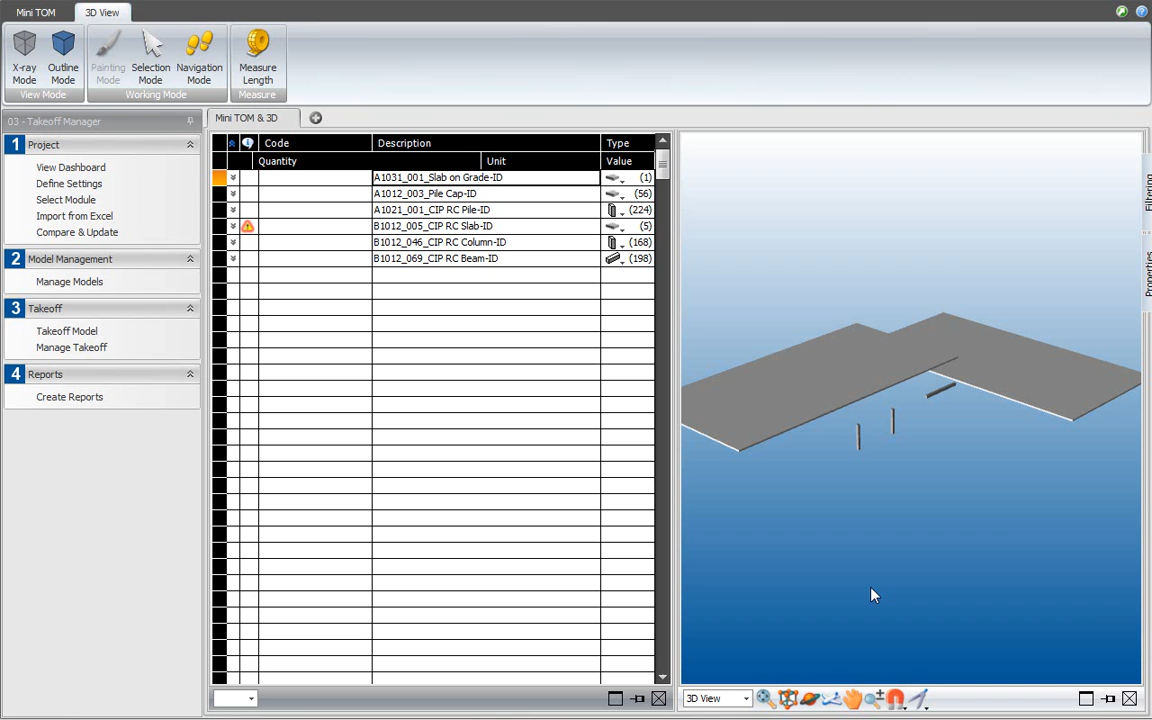 Mini TOM
3D View
X-ray Mode
Outline Mode
Painting Mode
Selection Mode
Navigation Mode
Measure Length
View Mode
Working Mode
Measure
03 - Takeoff Manager
1 Project
View Dashboard
Define Settings
Select Module
Import from Excel
Compare & Update
2 Model Management
Manage Models
3 Takeoff
Takeoff Model
Manage Takeoff
4 Reports
Create Reports
Mini TOM & 3D
Code Description Type
Quantity Unit Value
A1031_001_Slab on Grade-ID (1)
A1012_003_Pile Cap-ID (56)
A1021_001_CIP RC Pile-ID (224)
B1012_005_CIP RC Slab-ID (5)
B1012_046_CIP RC Column-ID (168)
B1012_069_CIP RC Beam-ID (198)
Filtering
Properties
3D View